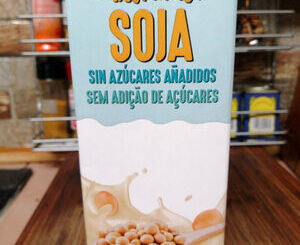 SOJA
SIN AZÚCARES AÑADIDOS
SEM ADIÇÃO DE AÇÚCARES